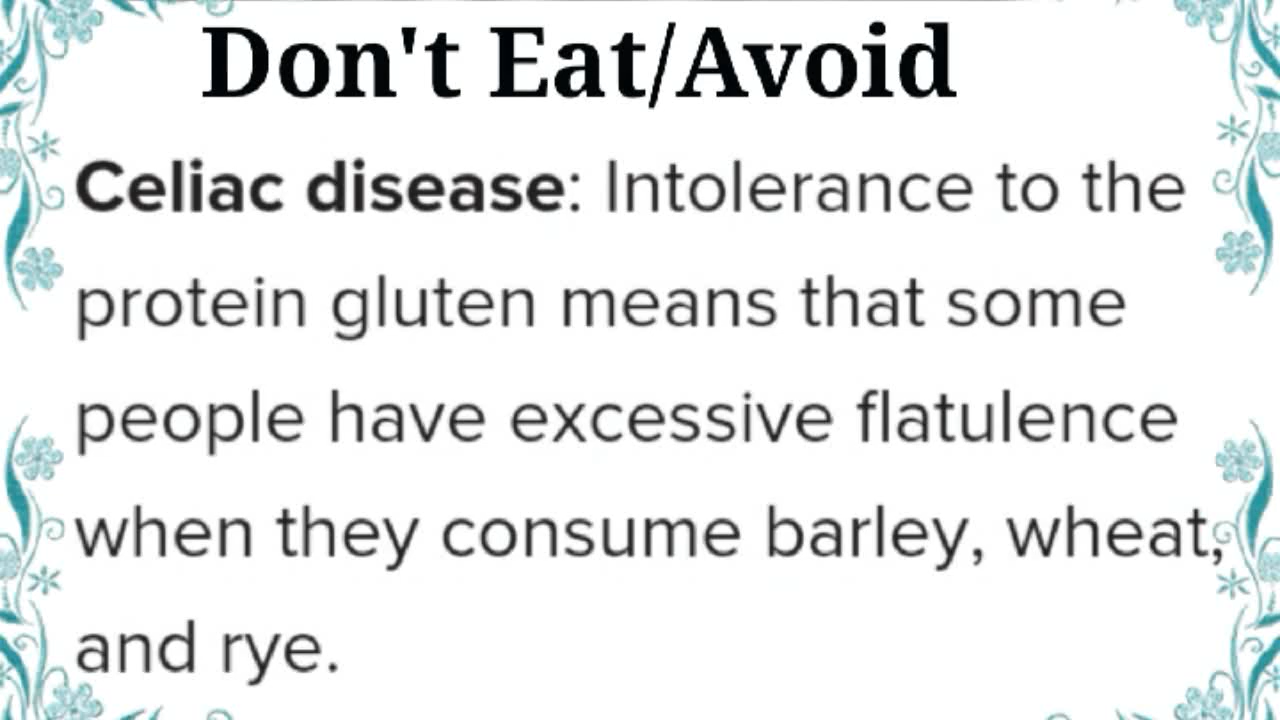 Don't Eat/Avoid
Celiac disease: Intolerance to the
protein gluten means that some
people have excessive flatulence
when they consume barley, wheat,
and rye.